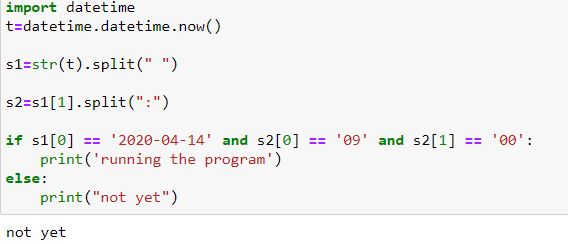 import datetime
t=datetime.datetime.now()
s1=str(t).split(" ")
s2=s1[1].split(":")
if s1[0] == '2020-04-14' and s2[0] == '09' and s2[1] == '00':
    print('running the program')
else:
    print("not yet")
not yet